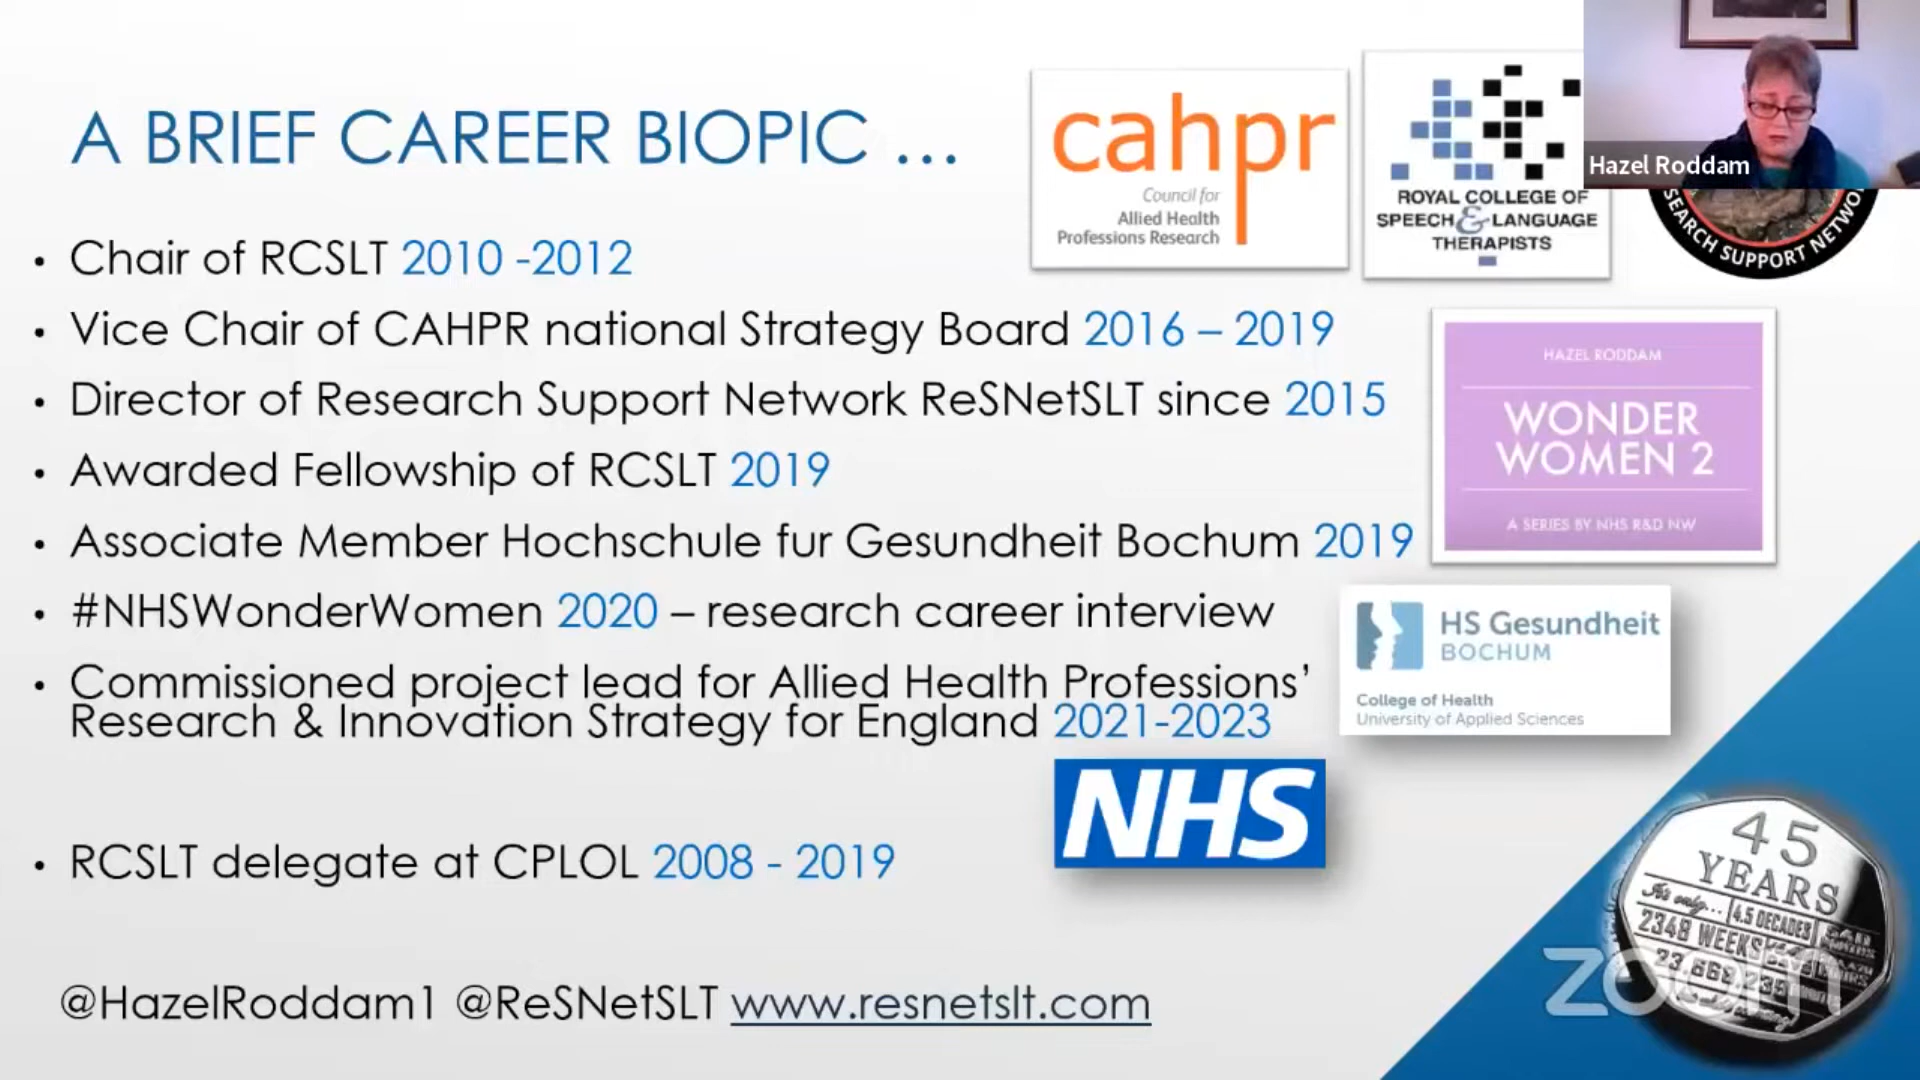 A BRIEF CAREER BIOPIC ...
cahpr
Council for
Allied Health
Professions Research
ROYAL COLLEGE OF
SPEECH & LANGUAGE
THERAPISTS
Hazel Roddam
SEARCH SUPPORT NETWO
• Chair of RCSLT 2010 -2012
• Vice Chair of CAHPR national Strategy Board 2016 – 2019
• Director of Research Support Network ReSNetSLT since 2015
• Awarded Fellowship of RCSLT 2019
• Associate Member Hochschule fur Gesundheit Bochum 2019
• #NHSWonderWomen 2020 – research career interview
• Commissioned project lead for Allied Health Professions’
Research & Innovation Strategy for England 2021-2023
• RCSLT delegate at CPLOL 2008 - 2019
HAZEL RODDAM
WONDER
WOMEN 2
A SERIES BY NHS R&D NW
HS Gesundheit
BOCHUM
College of Health
University of Applied Sciences
NHS
45
YEARS
It's only...
4.5 DECADES
2348 WEEKS
zoom
@HazelRoddam1 @ReSNetSLT www.resnetslt.com